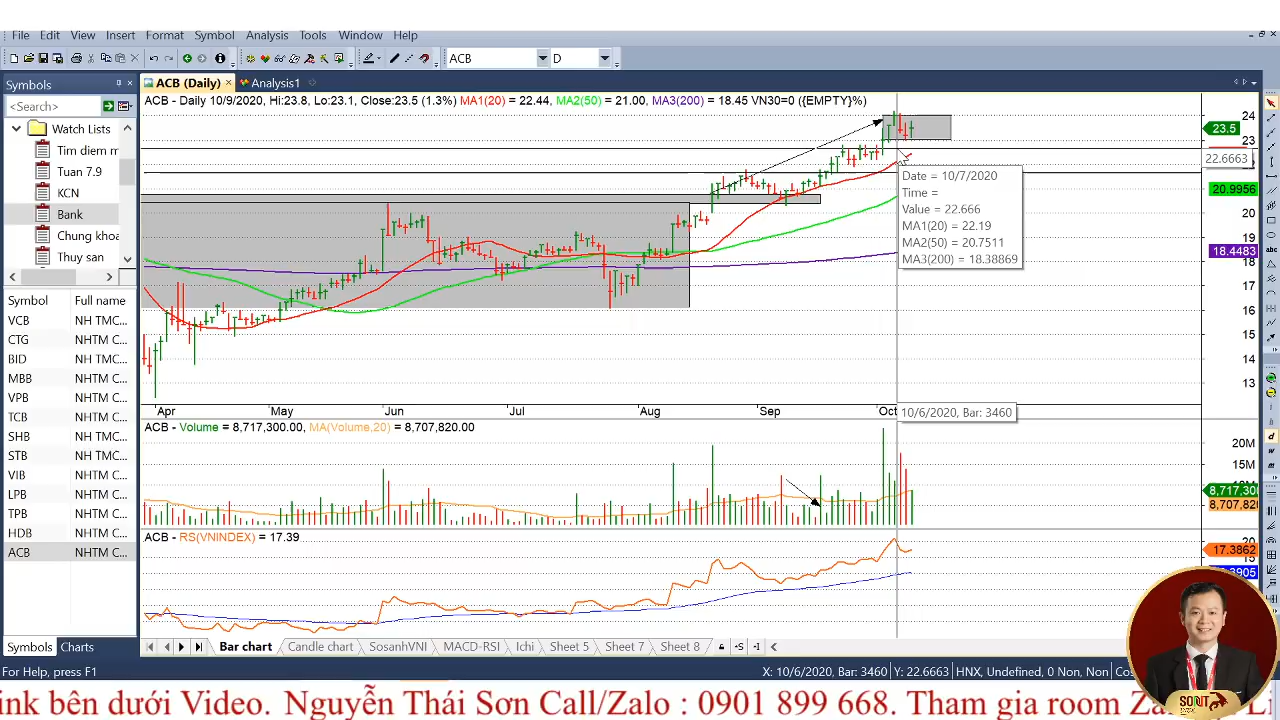 File Edit View Insert Format Symbol Analysis Tools Window Help
ACB D
Symbols
ACB (Daily) Analysis1
<Search>
Watch Lists
Tim diem m
Tuan 7.9
KCN
Bank
Chung khoa
Thuy san
Symbol Full name
VCB NH TMC...
CTG NHTM C...
BID NHTM C...
MBB NHTM C...
VPB NHTM C...
TCB NHTM C...
SHB NHTM C...
STB NHTM C...
VIB NHTM C...
LPB NHTM C...
TPB NHTM C...
HDB NHTM C...
ACB NHTM C...
Symbols Charts
ACB - Daily 10/9/2020, Hi:23.8, Lo:23.1, Close:23.5 (1.3%) MA1(20) = 22.44, MA2(50) = 21.00, MA3(200) = 18.45 VN30=0 ({EMPTY}%)
24
23.5
23
22.6663
20.9956
20
19
18.4483
18
17
16
15
14
13
Date = 10/7/2020
Time =
Value = 22.666
MA1(20) = 22.19
MA2(50) = 20.7511
MA3(200) = 18.38869
Apr May Jun Jul Aug Sep Oct
10/6/2020, Bar: 3460
ACB - Volume = 8,717,300.00, MA(Volume,20) = 8,707,820.00
20M
15M
8,717,300
8,707,820
ACB - RS(VNINDEX) = 17.39
20
17.3862
15
Bar chart Candle chart SosanhVNI MACD-RSI Ichi Sheet 5 Sheet 7 Sheet 8
For Help, press F1
X: 10/6/2020, Bar: 3460 Y: 22.6663 HNX, Undefined, 0 Non, Non Cos
ink bên dưới Video. Nguyễn Thái Sơn Call/Zalo : 0901 899 668. Tham gia room Za